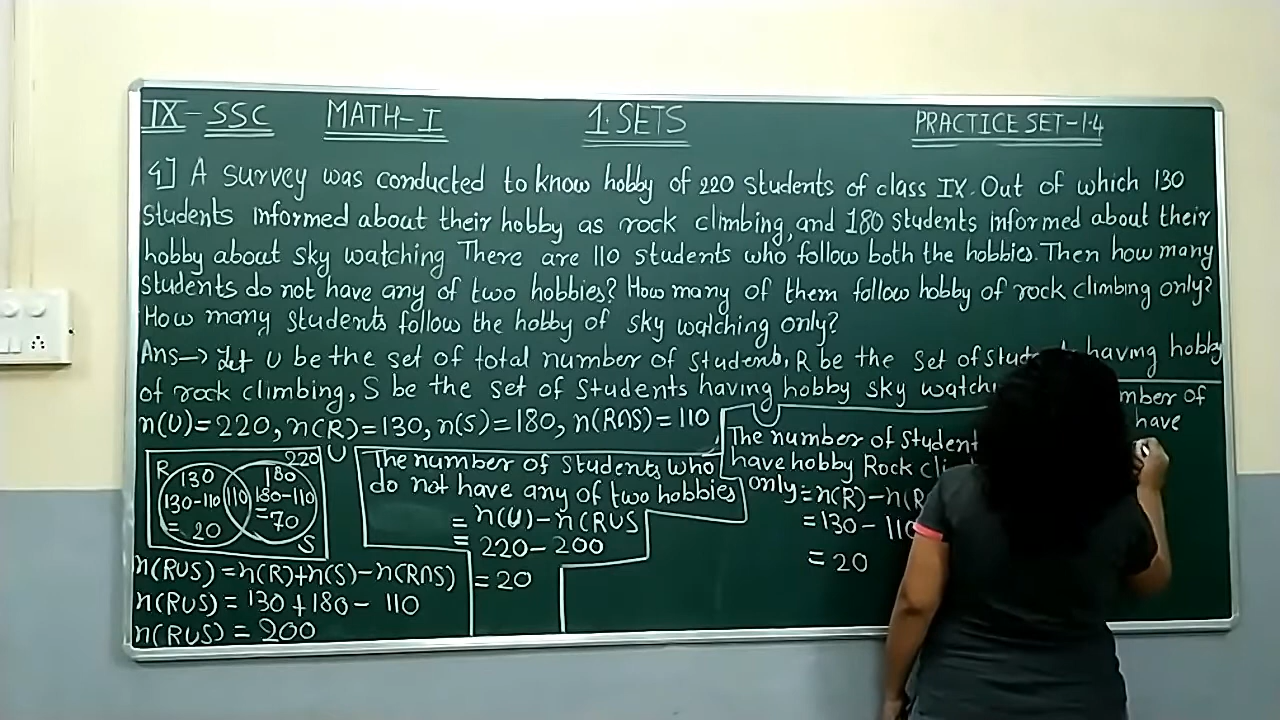 IX - SSC MATH-I 1. SETS PRACTICE SET-1.4
4] A survey was conducted to know hobby of 220 students of class IX. Out of which 130
students informed about their hobby as rock climbing, and 180 students informed about their
hobby about sky watching There are 110 students who follow both the hobbies. Then how many
students do not have any of two hobbies? How many of them follow hobby of rock climbing only?
How many students follow the hobby of sky watching only?
Ans → Let U be the set of total number of students, R be the set of having hobby
of rock climbing, S be the set of students having hobby sky
n(U)=220, n(R)=130, n(S)=180, n(R∩S)=110
U
220
R 130 180
130-110 110 180-110
= 20 =70
S
n(RUS) = n(R)+n(S)-n(R∩S)
n(RUS) = 130+180-110
n(RUS) = 200
The number of students who
do not have any of two hobbies
= n(U)-n(RUS
= 220-200
= 20
The number of
have hobby Rock
only = n(R)-
=130-110
= 20
of
have